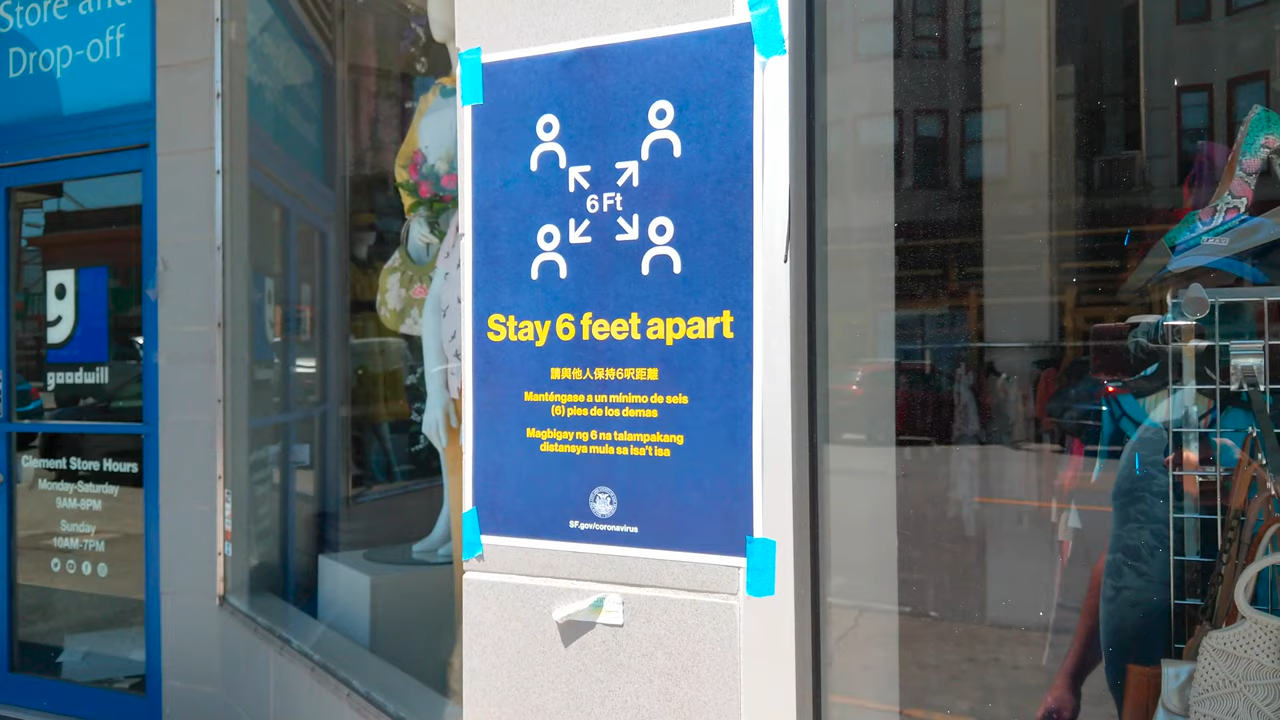 Store and
Drop-off
goodwill
Clement Store Hours
Monday-Saturday
9AM-8PM
Sunday
10AM-7PM
6 Ft
Stay 6 feet apart
請與他人保持6呎距離
Manténgase a un mínimo de seis
(6) pies de los demas
Magbigay ng 6 na talampakang
distansya mula sa isa't isa
SF.gov/coronavirus